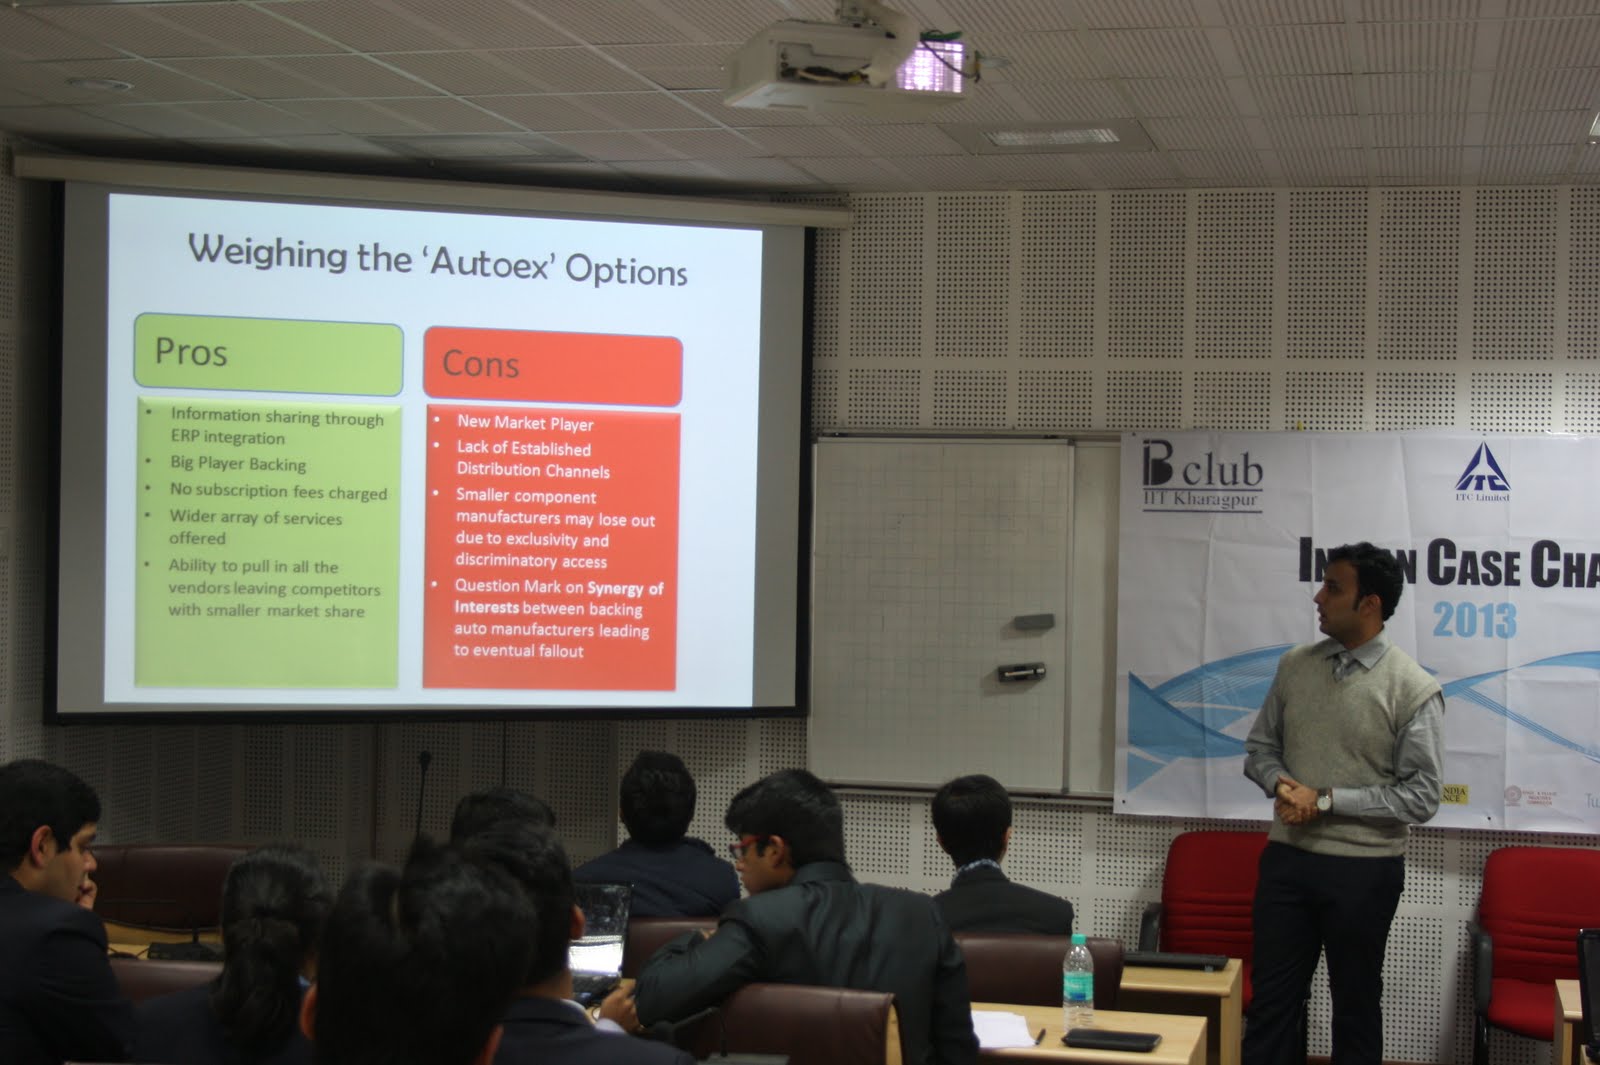 Weighing the ‘Autoex’ Options
Pros
• Information sharing through
ERP integration
• Big Player Backing
• No subscription fees charged
• Wider array of services
offered
• Ability to pull in all the
vendors leaving competitors
with smaller market share
Cons
• New Market Player
• Lack of Established
Distribution Channels
• Smaller component
manufacturers may lose out
due to exclusivity and
discriminatory access
• Question Mark on Synergy of
Interests between backing
auto manufacturers leading
to eventual fallout
B club
IIT Kharagpur
ITC
ITC Limited
CASE CHA
2013